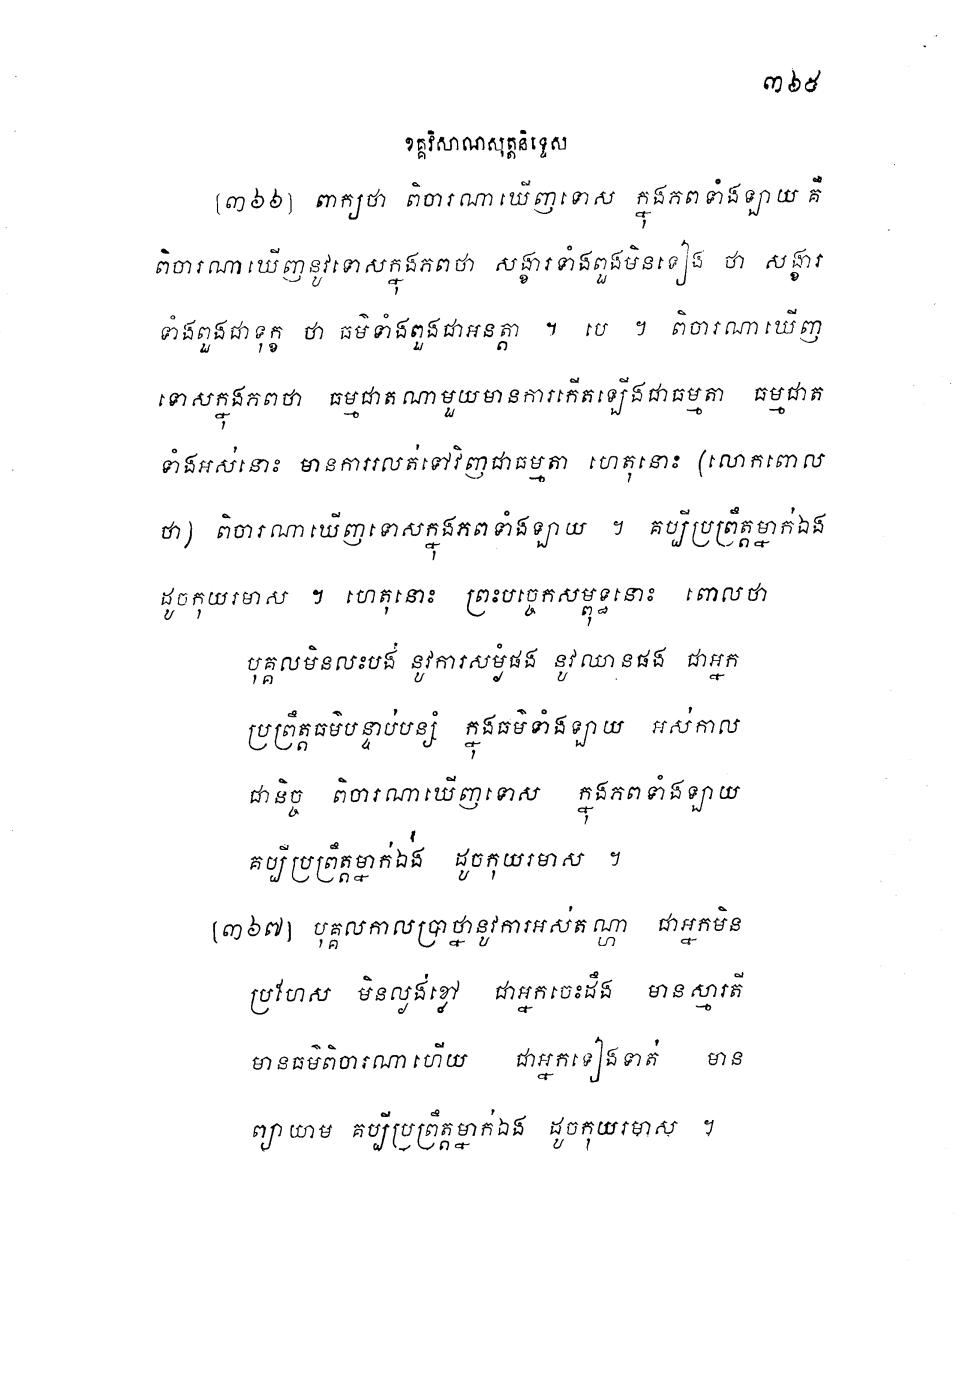 ៣៦៥
ខគ្គវិសាណសុត្តនិទ្ទេស
(៣៦៦) ពាក្យថា ពិចារណាឃើញទោស ក្នុងភពទាំងឡាយ គឺ
ពិចារណាឃើញនូវទោសក្នុងភពថា សង្ខារទាំងពួងមិនទៀង ថា សង្ខារ
ទាំងពួងជាទុក្ខ ថា ធម៌ទាំងពួងជាអនត្តា ។ បេ ។ ពិចារណាឃើញ
ទោសក្នុងភពថា ធម្មជាតណាមួយមានការកើតឡើងជាធម្មតា ធម្មជាត
ទាំងអស់នោះ មានការរលត់ទៅវិញជាធម្មតា ហេតុនោះ (លោកពោល
ថា) ពិចារណាឃើញទោសក្នុងភពទាំងឡាយ ។ គប្បីប្រព្រឹត្តម្នាក់ឯង
ដូចកុយរមាស ។ ហេតុនោះ ព្រះបច្ចេកសម្ពុទ្ធនោះ ពោលថា
បុគ្គលមិនលះបង់ នូវការសម្ងំផង នូវឈានផង ជាអ្នក
ប្រព្រឹត្តធម៌បន្ទាប់បន្សំ ក្នុងធម៌ទាំងឡាយ អស់កាល
ជានិច្ច ពិចារណាឃើញទោស ក្នុងភពទាំងឡាយ
គប្បីប្រព្រឹត្តម្នាក់ឯង ដូចកុយរមាស ។
(៣៦៧) បុគ្គលកាលប្រាថ្នានូវការអស់តណ្ហា ជាអ្នកមិន
ប្រហែស មិនល្ងង់ខ្លៅ ជាអ្នកចេះដឹង មានស្មារតី
មានធម៌ពិចារណាហើយ ជាអ្នកទៀងទាត់ មាន
ព្យាយាម គប្បីប្រព្រឹត្តម្នាក់ឯង ដូចកុយរមាស ។